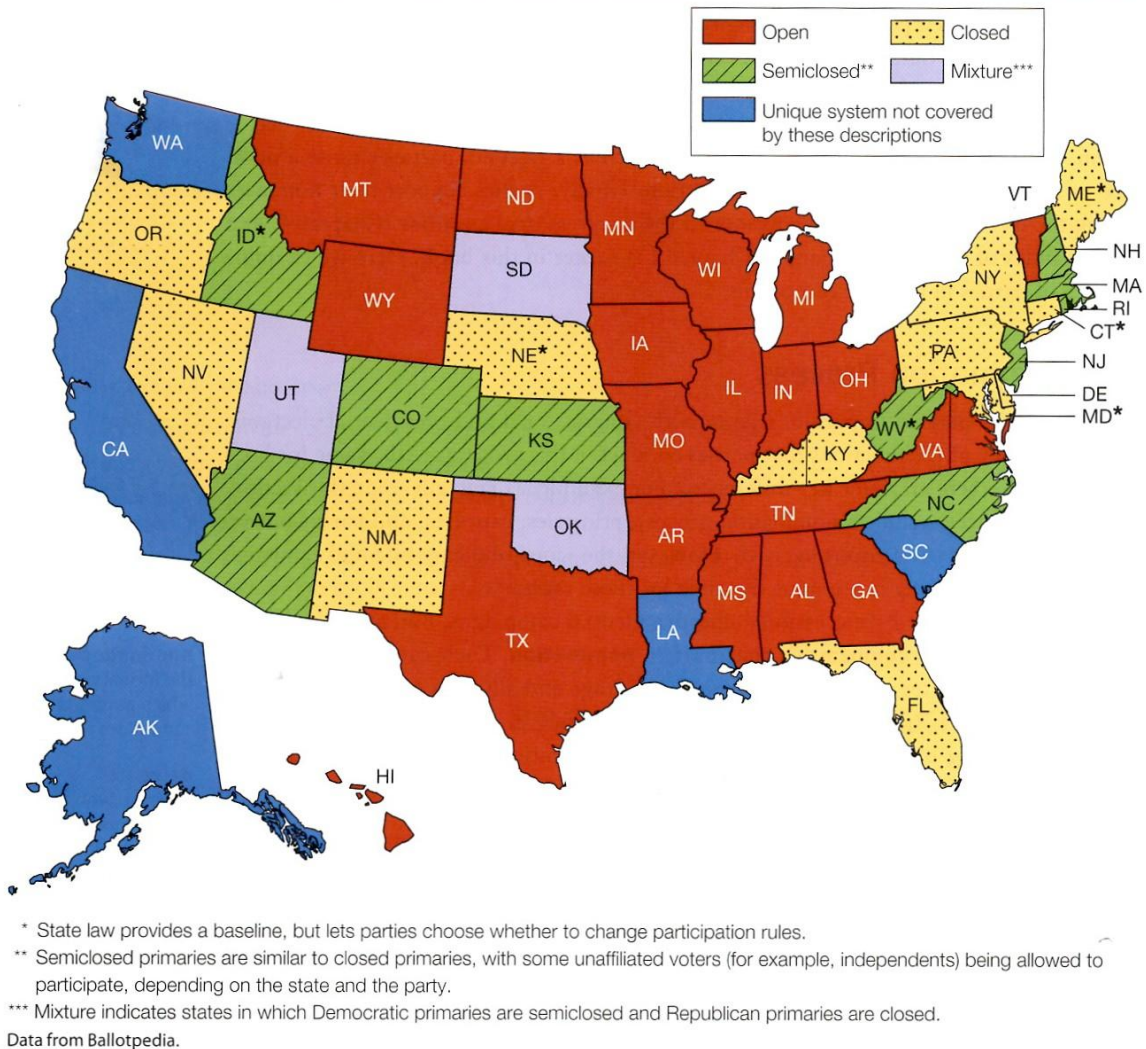 Open
Closed
Semiclosed**
Mixture***
Unique system not covered
by these descriptions
WA
MT
ND
MN
VT
ME*
OR
ID*
SD
WI
NH
NY
MA
WY
MI
RI
CT*
NE*
IA
PA
NJ
NV
UT
IL
IN
OH
DE
MD*
CO
WV*
CA
KS
MO
KY
VA
AZ
NM
OK
AR
TN
NC
SC
MS
AL
GA
TX
LA
FL
AK
HI
* State law provides a baseline, but lets parties choose whether to change participation rules.
** Semiclosed primaries are similar to closed primaries, with some unaffiliated voters (for example, independents) being allowed to
participate, depending on the state and the party.
*** Mixture indicates states in which Democratic primaries are semiclosed and Republican primaries are closed.
Data from Ballotpedia.